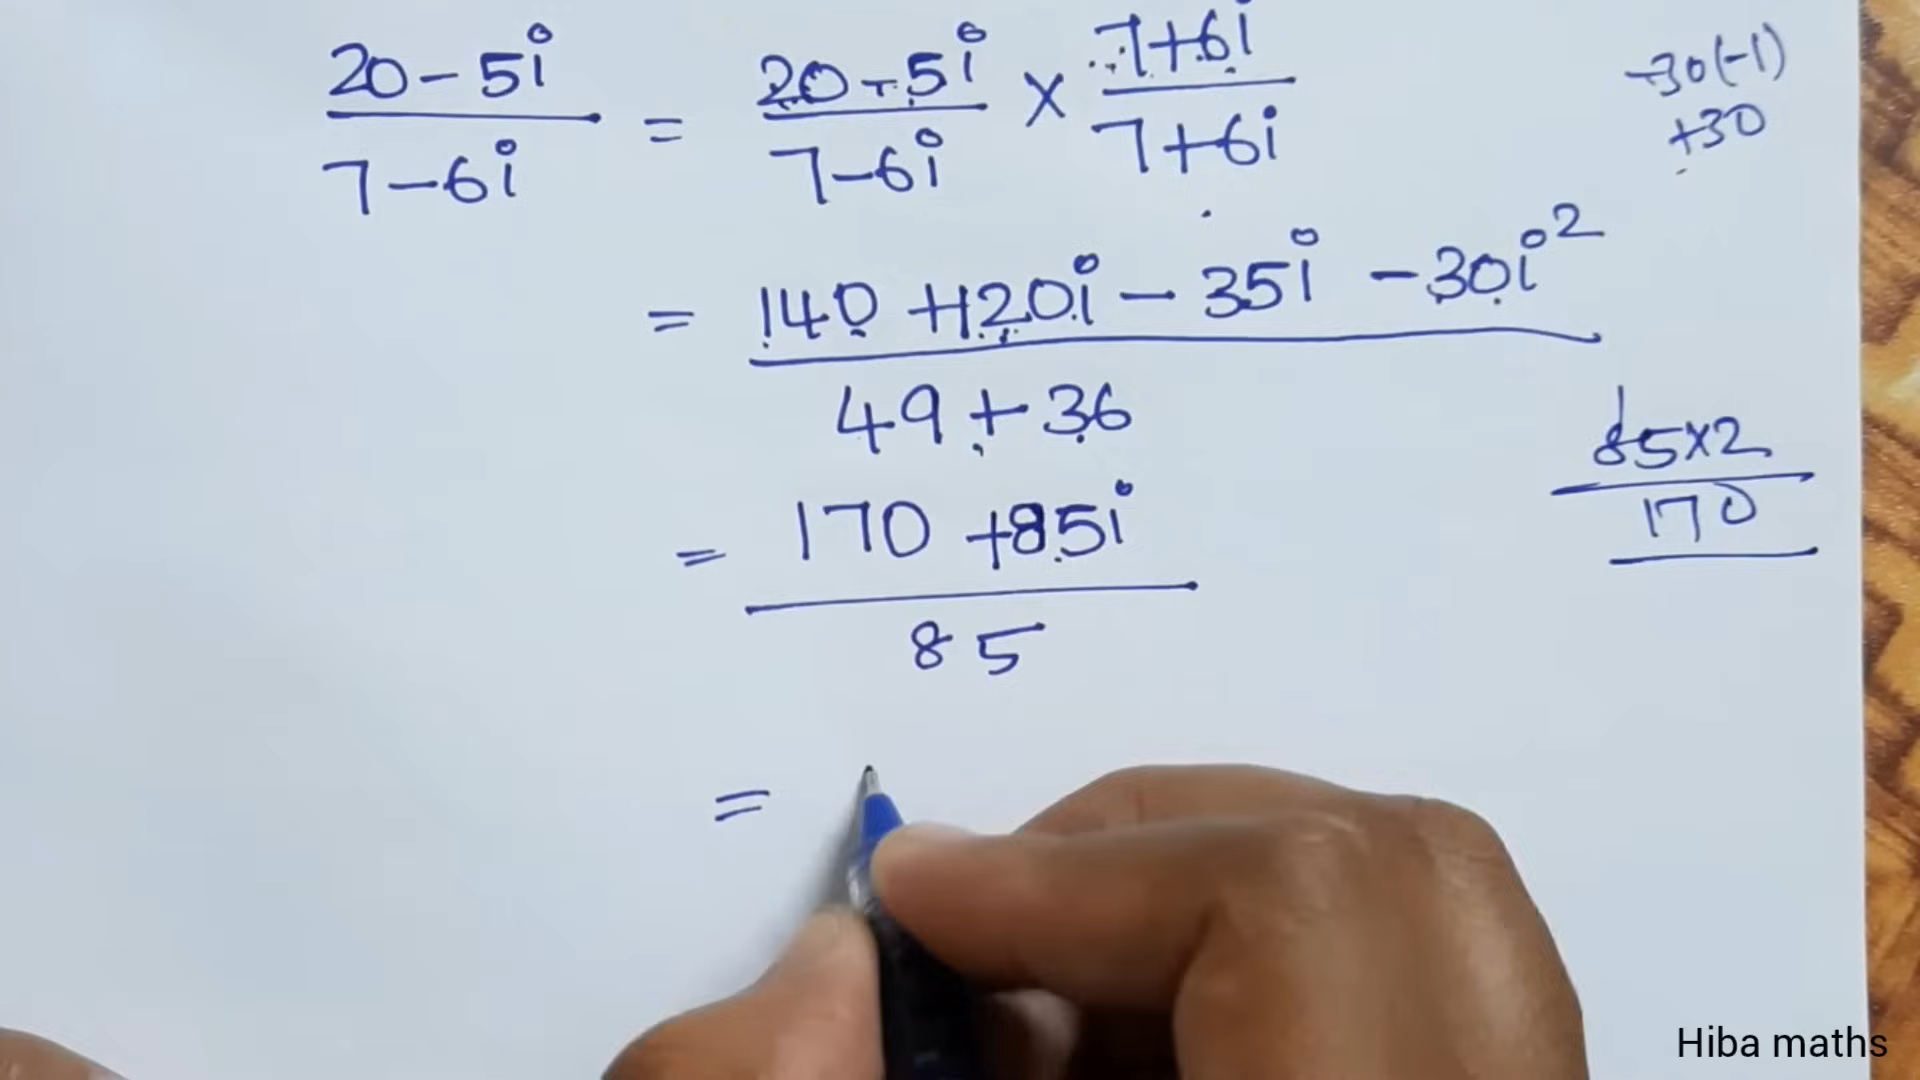 20-5i / 7-6i = 20-5i / 7-6i × 7+6i / 7+6i
-30(-1)
+30
= 140 +120i - 35i - 30i² / 49+36
85×2
170
= 170 +85i / 85
=
Hiba maths